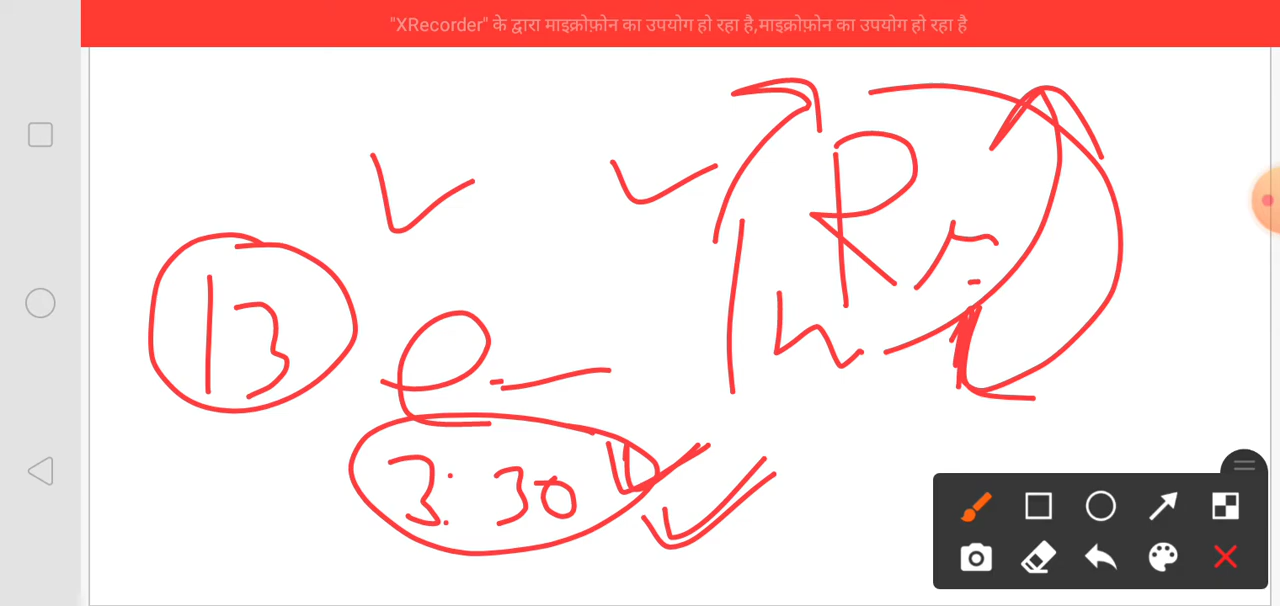 "XRecorder" के द्वारा माइक्रोफ़ोन का उपयोग हो रहा है,माइक्रोफ़ोन का उपयोग हो रहा है
13
3:30